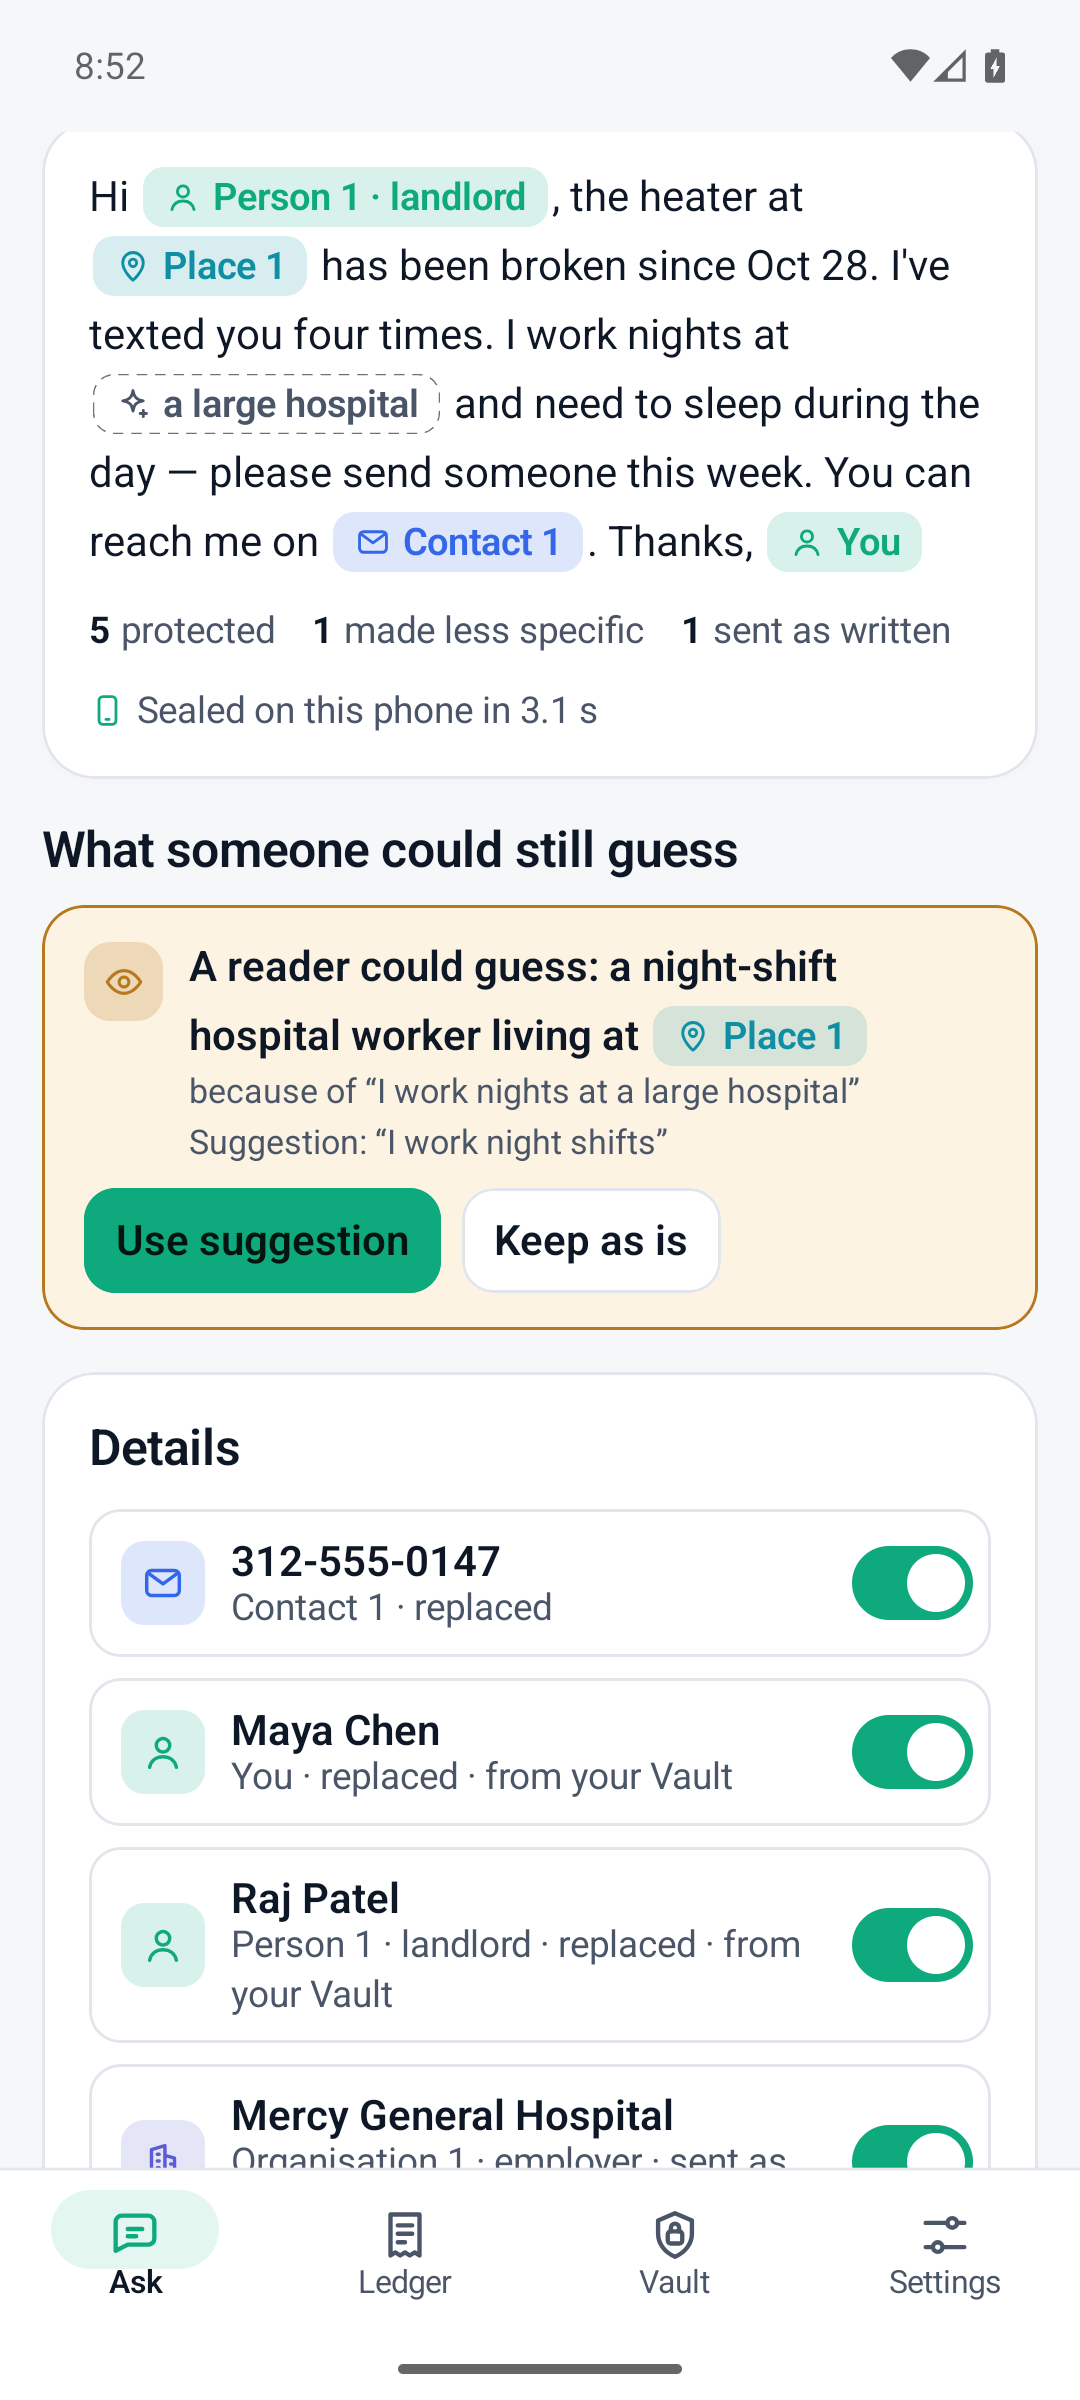 8:52
Hi Person 1 · landlord, the heater at
Place 1 has been broken since Oct 28. I've
texted you four times. I work nights at
a large hospital and need to sleep during the
day — please send someone this week. You can
reach me on Contact 1. Thanks, You
5 protected 1 made less specific 1 sent as written
Sealed on this phone in 3.1 s
What someone could still guess
A reader could guess: a night-shift
hospital worker living at Place 1
because of “I work nights at a large hospital”
Suggestion: “I work night shifts”
Use suggestion Keep as is
Details
312-555-0147
Contact 1 · replaced
Maya Chen
You · replaced · from your Vault
Raj Patel
Person 1 · landlord · replaced · from
your Vault
Mercy General Hospital
Organisation 1 · employer · sent as
Ask Ledger Vault Settings